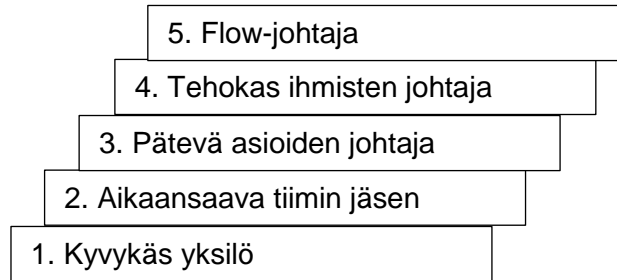 5. Flow-johtaja
4. Tehokas ihmisten johtaja
3. Pätevä asioiden johtaja
2. Aikaansaava tiimin jäsen
1. Kyvykäs yksilö